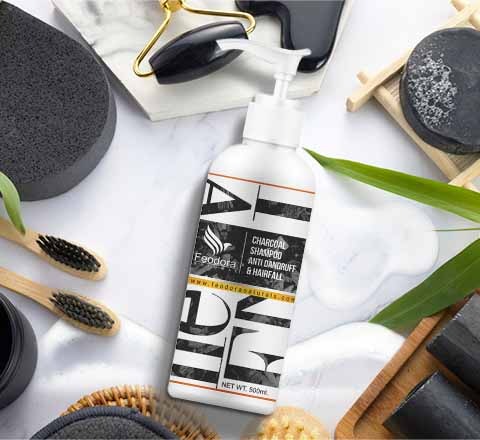 Feodora
CHARCOAL
SHAMPOO
ANTI DANDRUFF
& HAIRFALL
www.feodoranaturals.com
NET WT. 500ml.